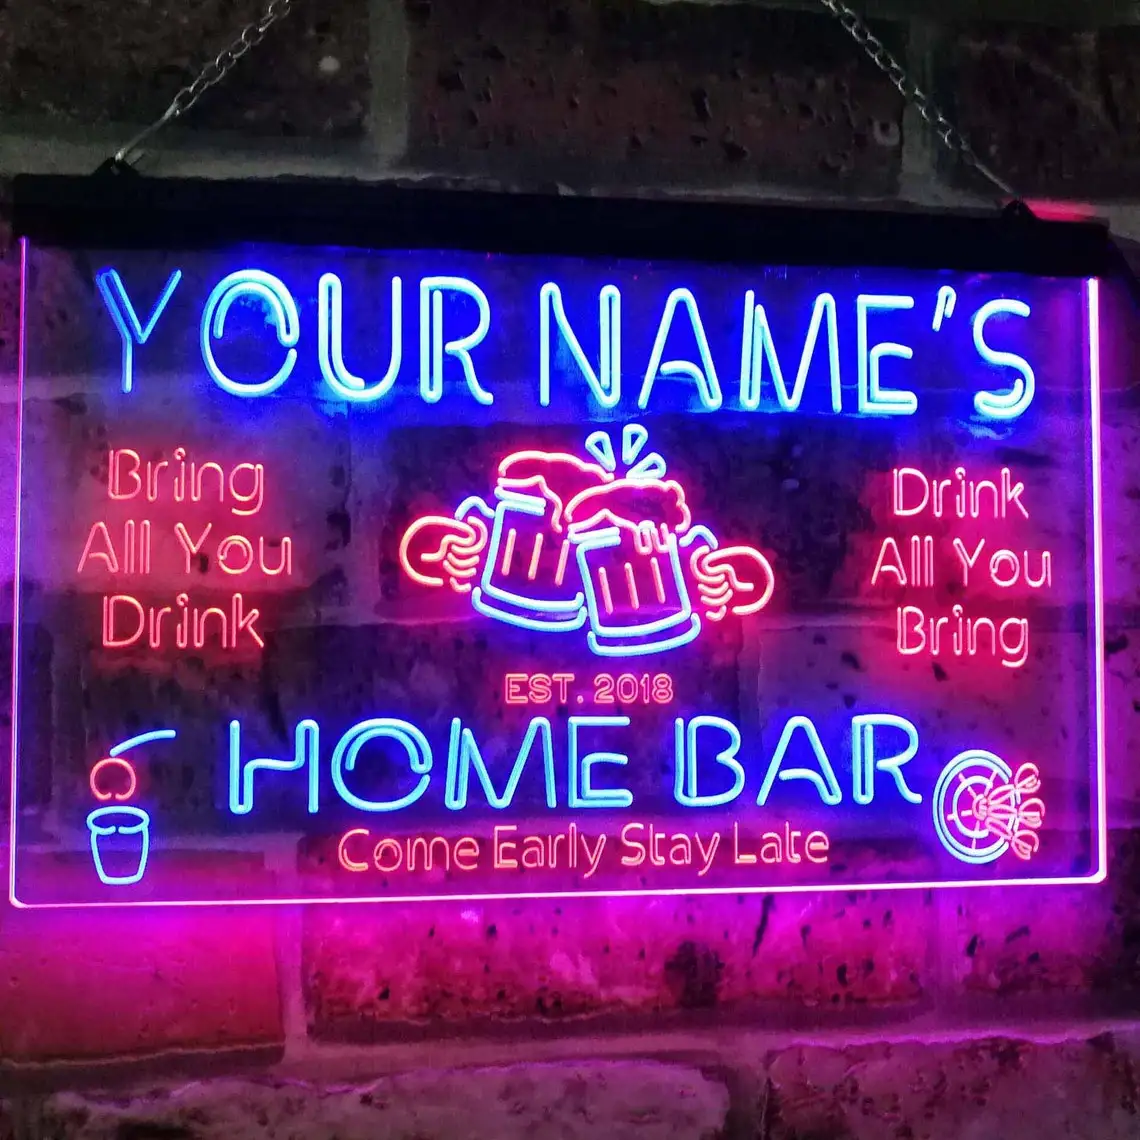 YOUR NAME'S
Bring
All You
Drink
Drink
All You
Bring
EST. 2018
HOME BAR
Come Early Stay Late